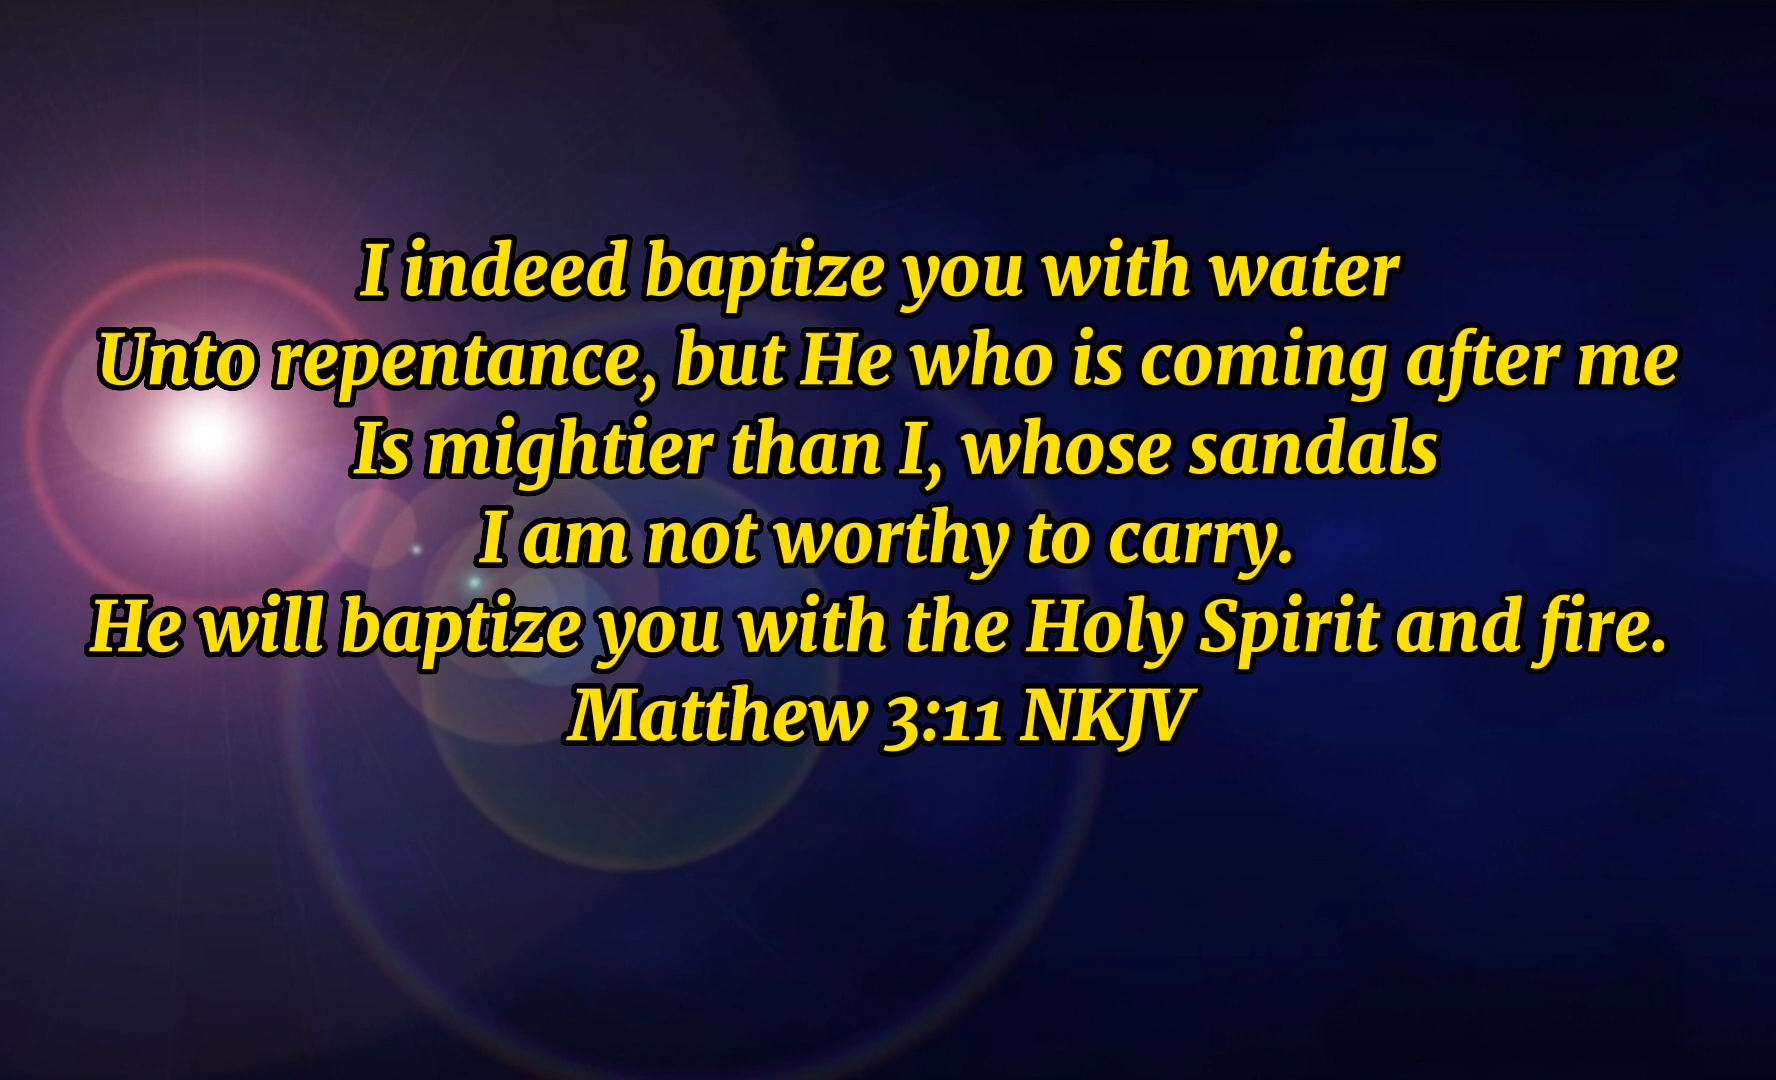 I indeed baptize you with water
Unto repentance, but He who is coming after me
Is mightier than I, whose sandals
I am not worthy to carry.
He will baptize you with the Holy Spirit and fire.
Matthew 3:11 NKJV